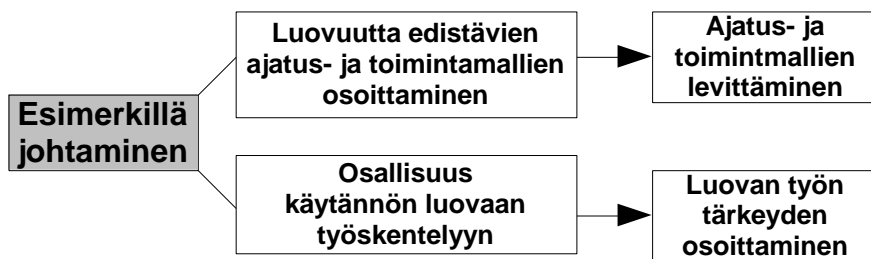 Esimerkillä
johtaminen
Luovuutta edistävien
ajatus- ja toimintamallien
osoittaminen
Ajatus- ja
toimintmallien
levittäminen
Osallisuus
käytännön luovaan
työskentelyyn
Luovan työn
tärkeyden
osoittaminen